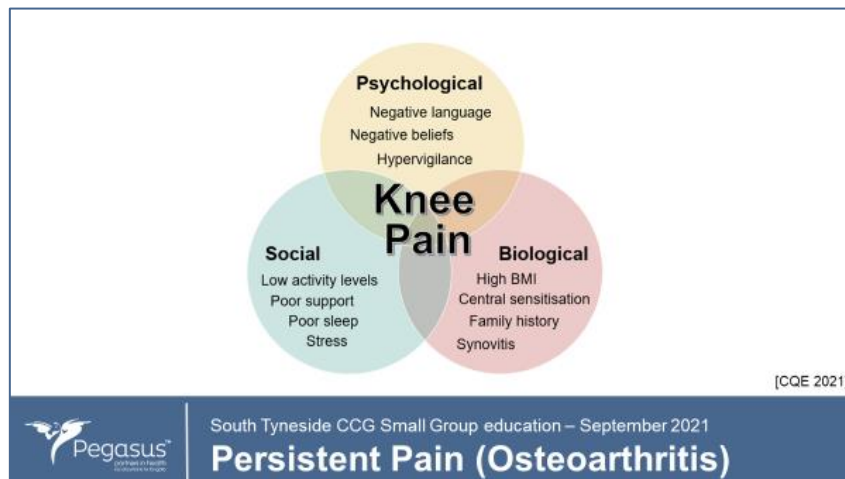 Psychological
Negative language
Negative beliefs
Hypervigilance
Knee
Pain
Social
Low activity levels
Poor support
Poor sleep
Stress
Biological
High BMI
Central sensitisation
Family history
Synovitis
[CQE 2021]
Pegasus™
South Tyneside CCG Small Group education – September 2021
Persistent Pain (Osteoarthritis)